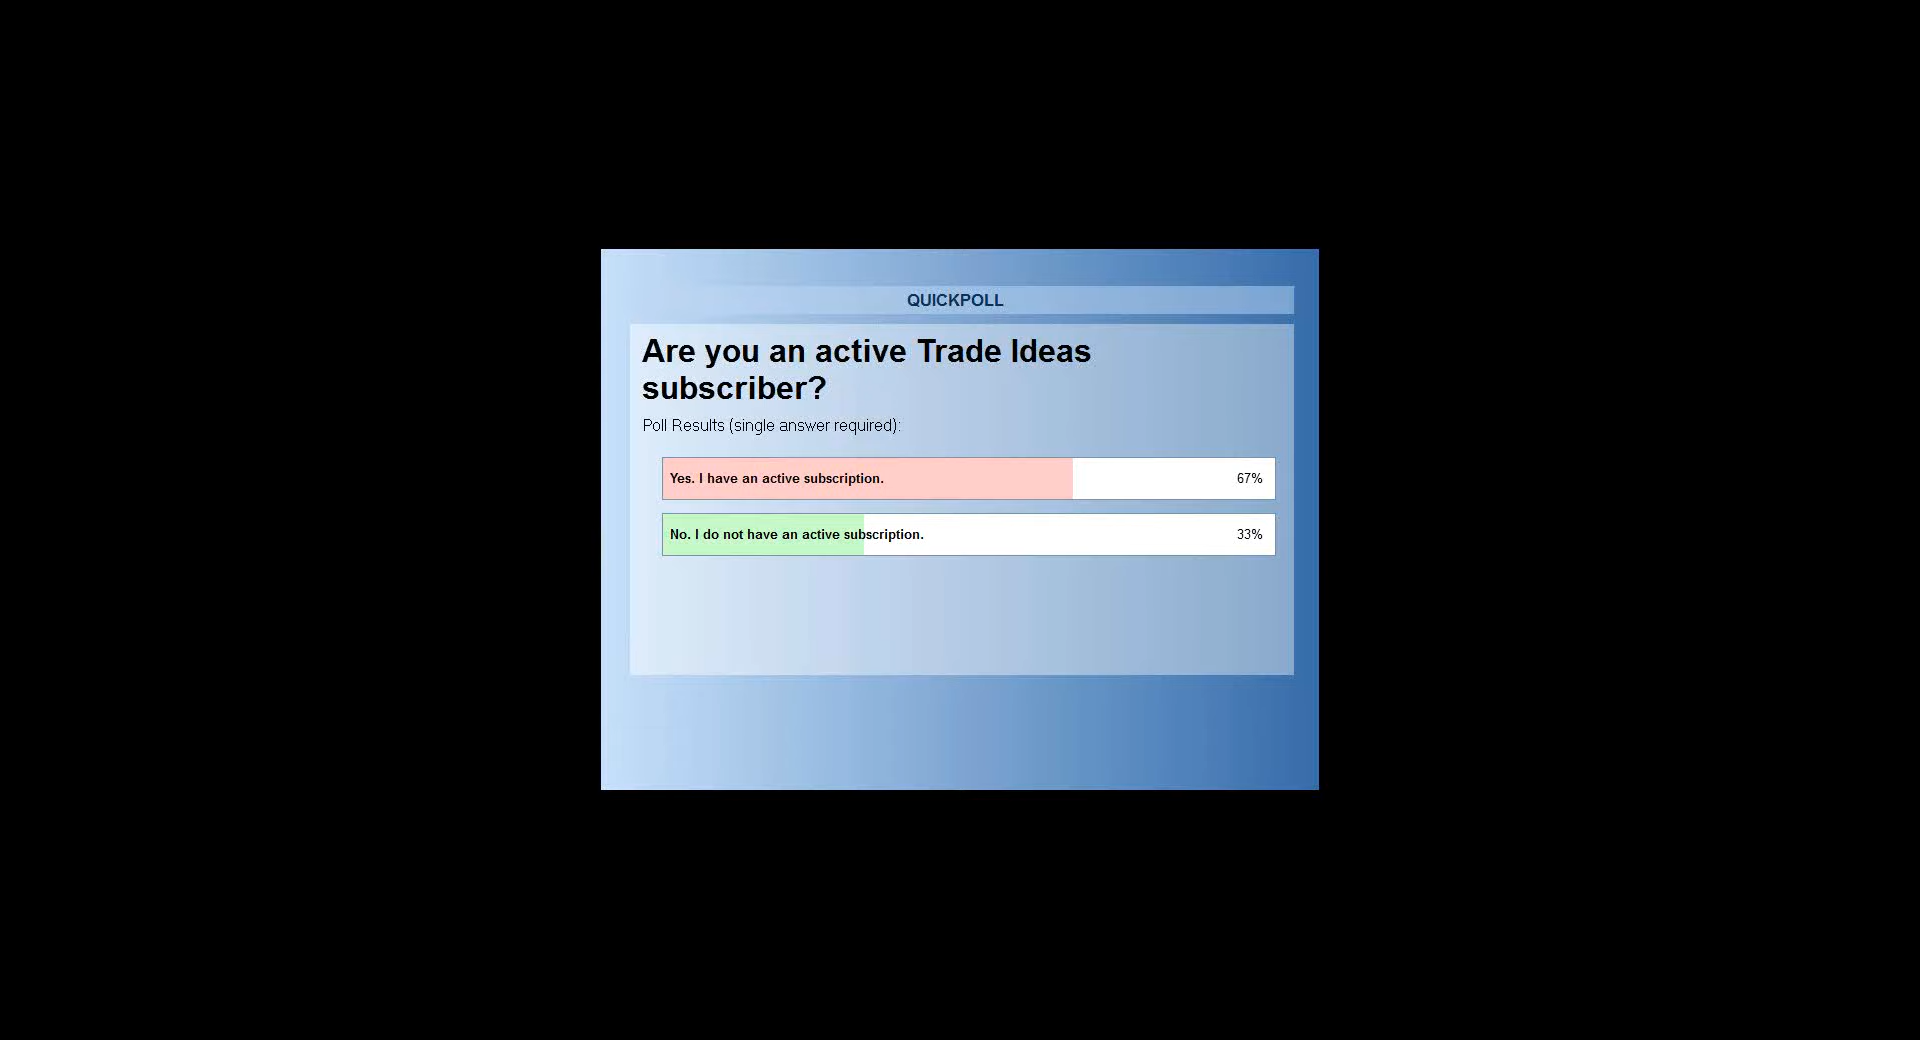 QUICKPOLL
Are you an active Trade Ideas
subscriber?
Poll Results (single answer required):
Yes. I have an active subscription. 67%
No. I do not have an active subscription. 33%